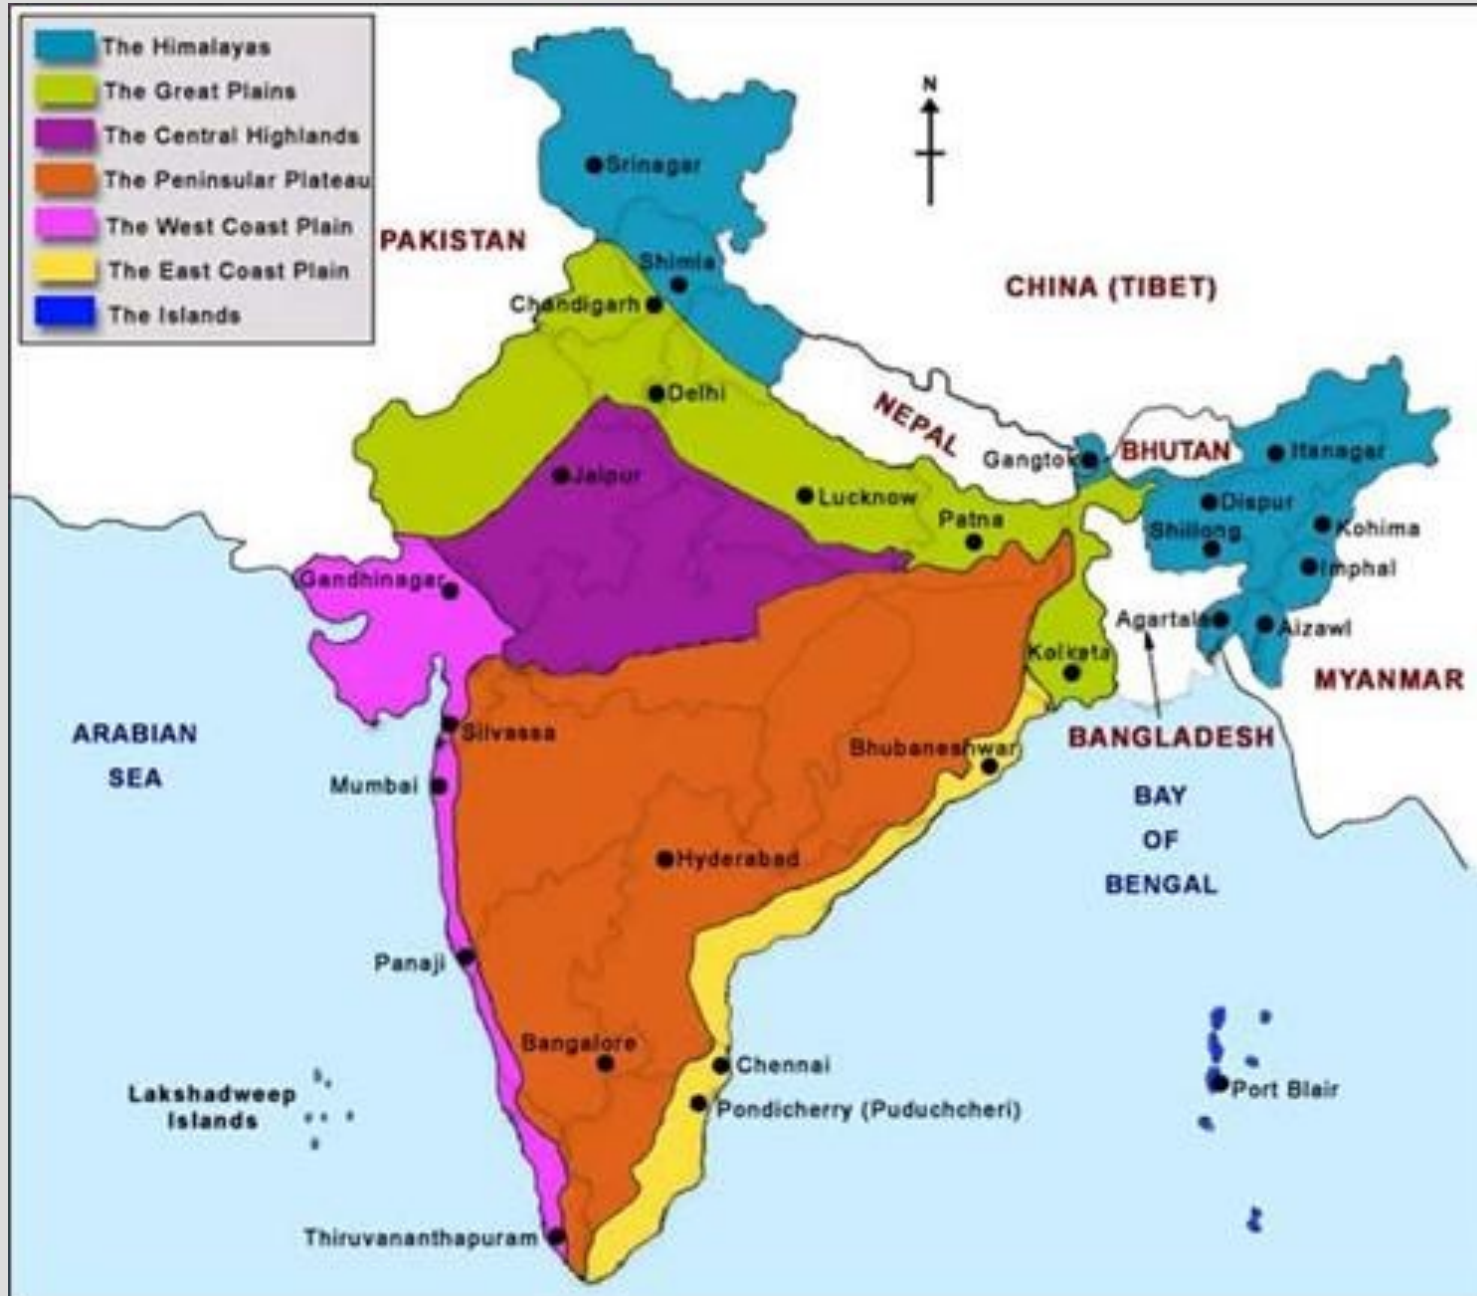 The Himalayas
The Great Plains
The Central Highlands
The Peninsular Plateau
The West Coast Plain
The East Coast Plain
The Islands
N
Srinagar
PAKISTAN
Shimla
CHINA (TIBET)
Chandigarh
Delhi
NEPAL
Gangtok
BHUTAN
Itanagar
Jaipur
Lucknow
Dispur
Patna
Shillong
Kohima
Imphal
Gandhinagar
Agartala
Aizawl
Kolketa
MYANMAR
ARABIAN
SEA
Silvassa
Bhubaneshwar
BANGLADESH
Mumbai
BAY
OF
BENGAL
Hyderabad
Panaji
Bangalore
Chennai
Lakshadweep
Islands
Port Blair
Pondicherry (Puduchcheri)
Thiruvananthapuram